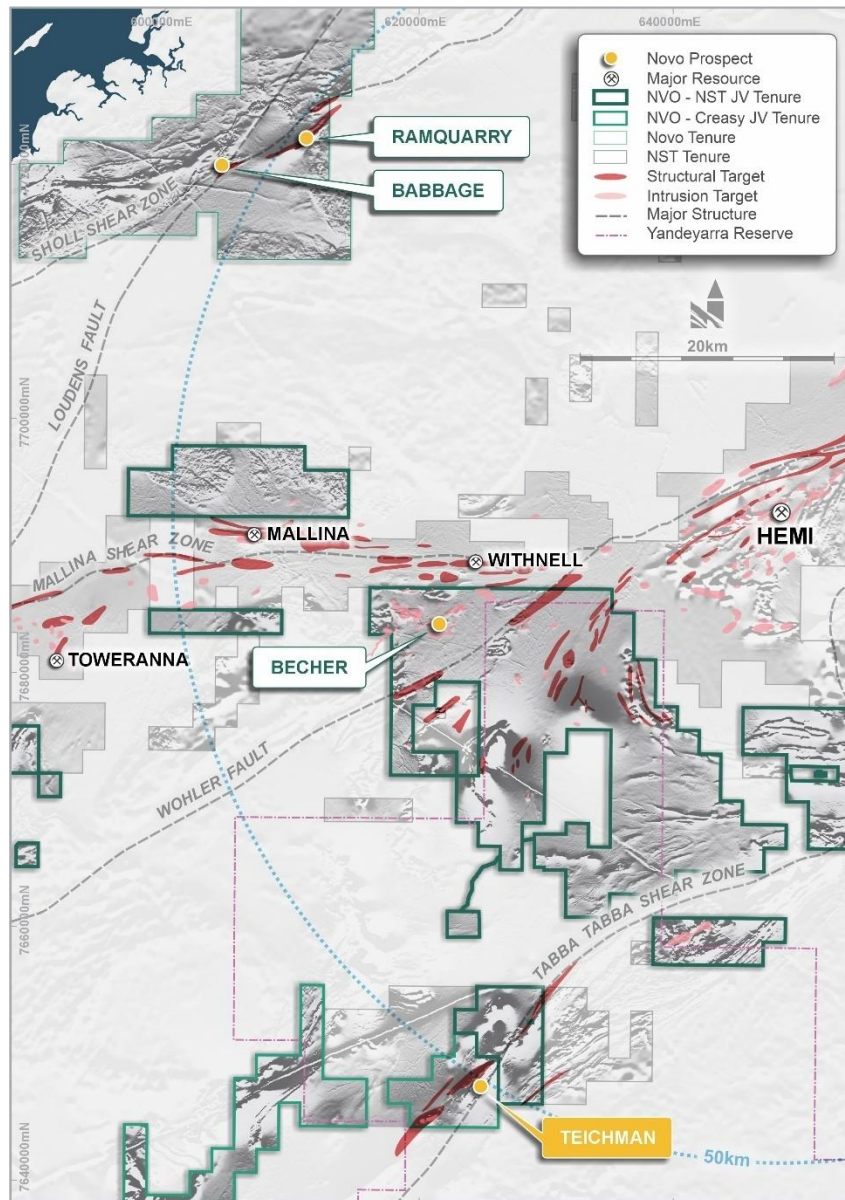 600000mE
620000mE
640000mE
Novo Prospect
Major Resource
NVO - NST JV Tenure
NVO - Creasy JV Tenure
Novo Tenure
NST Tenure
Structural Target
Intrusion Target
Major Structure
Yandeyarra Reserve
RAMQUARRY
BABBAGE
SHOLL SHEAR ZONE
LOUDENS FAULT
20km
7700000mN
MALLINA
HEMI
MALLINA SHEAR ZONE
WITHNELL
BECHER
TOWERANNA
7680000mN
WOHLER FAULT
TABBA TABBA SHEAR ZONE
7660000mN
TEICHMAN
50km
7640000mN